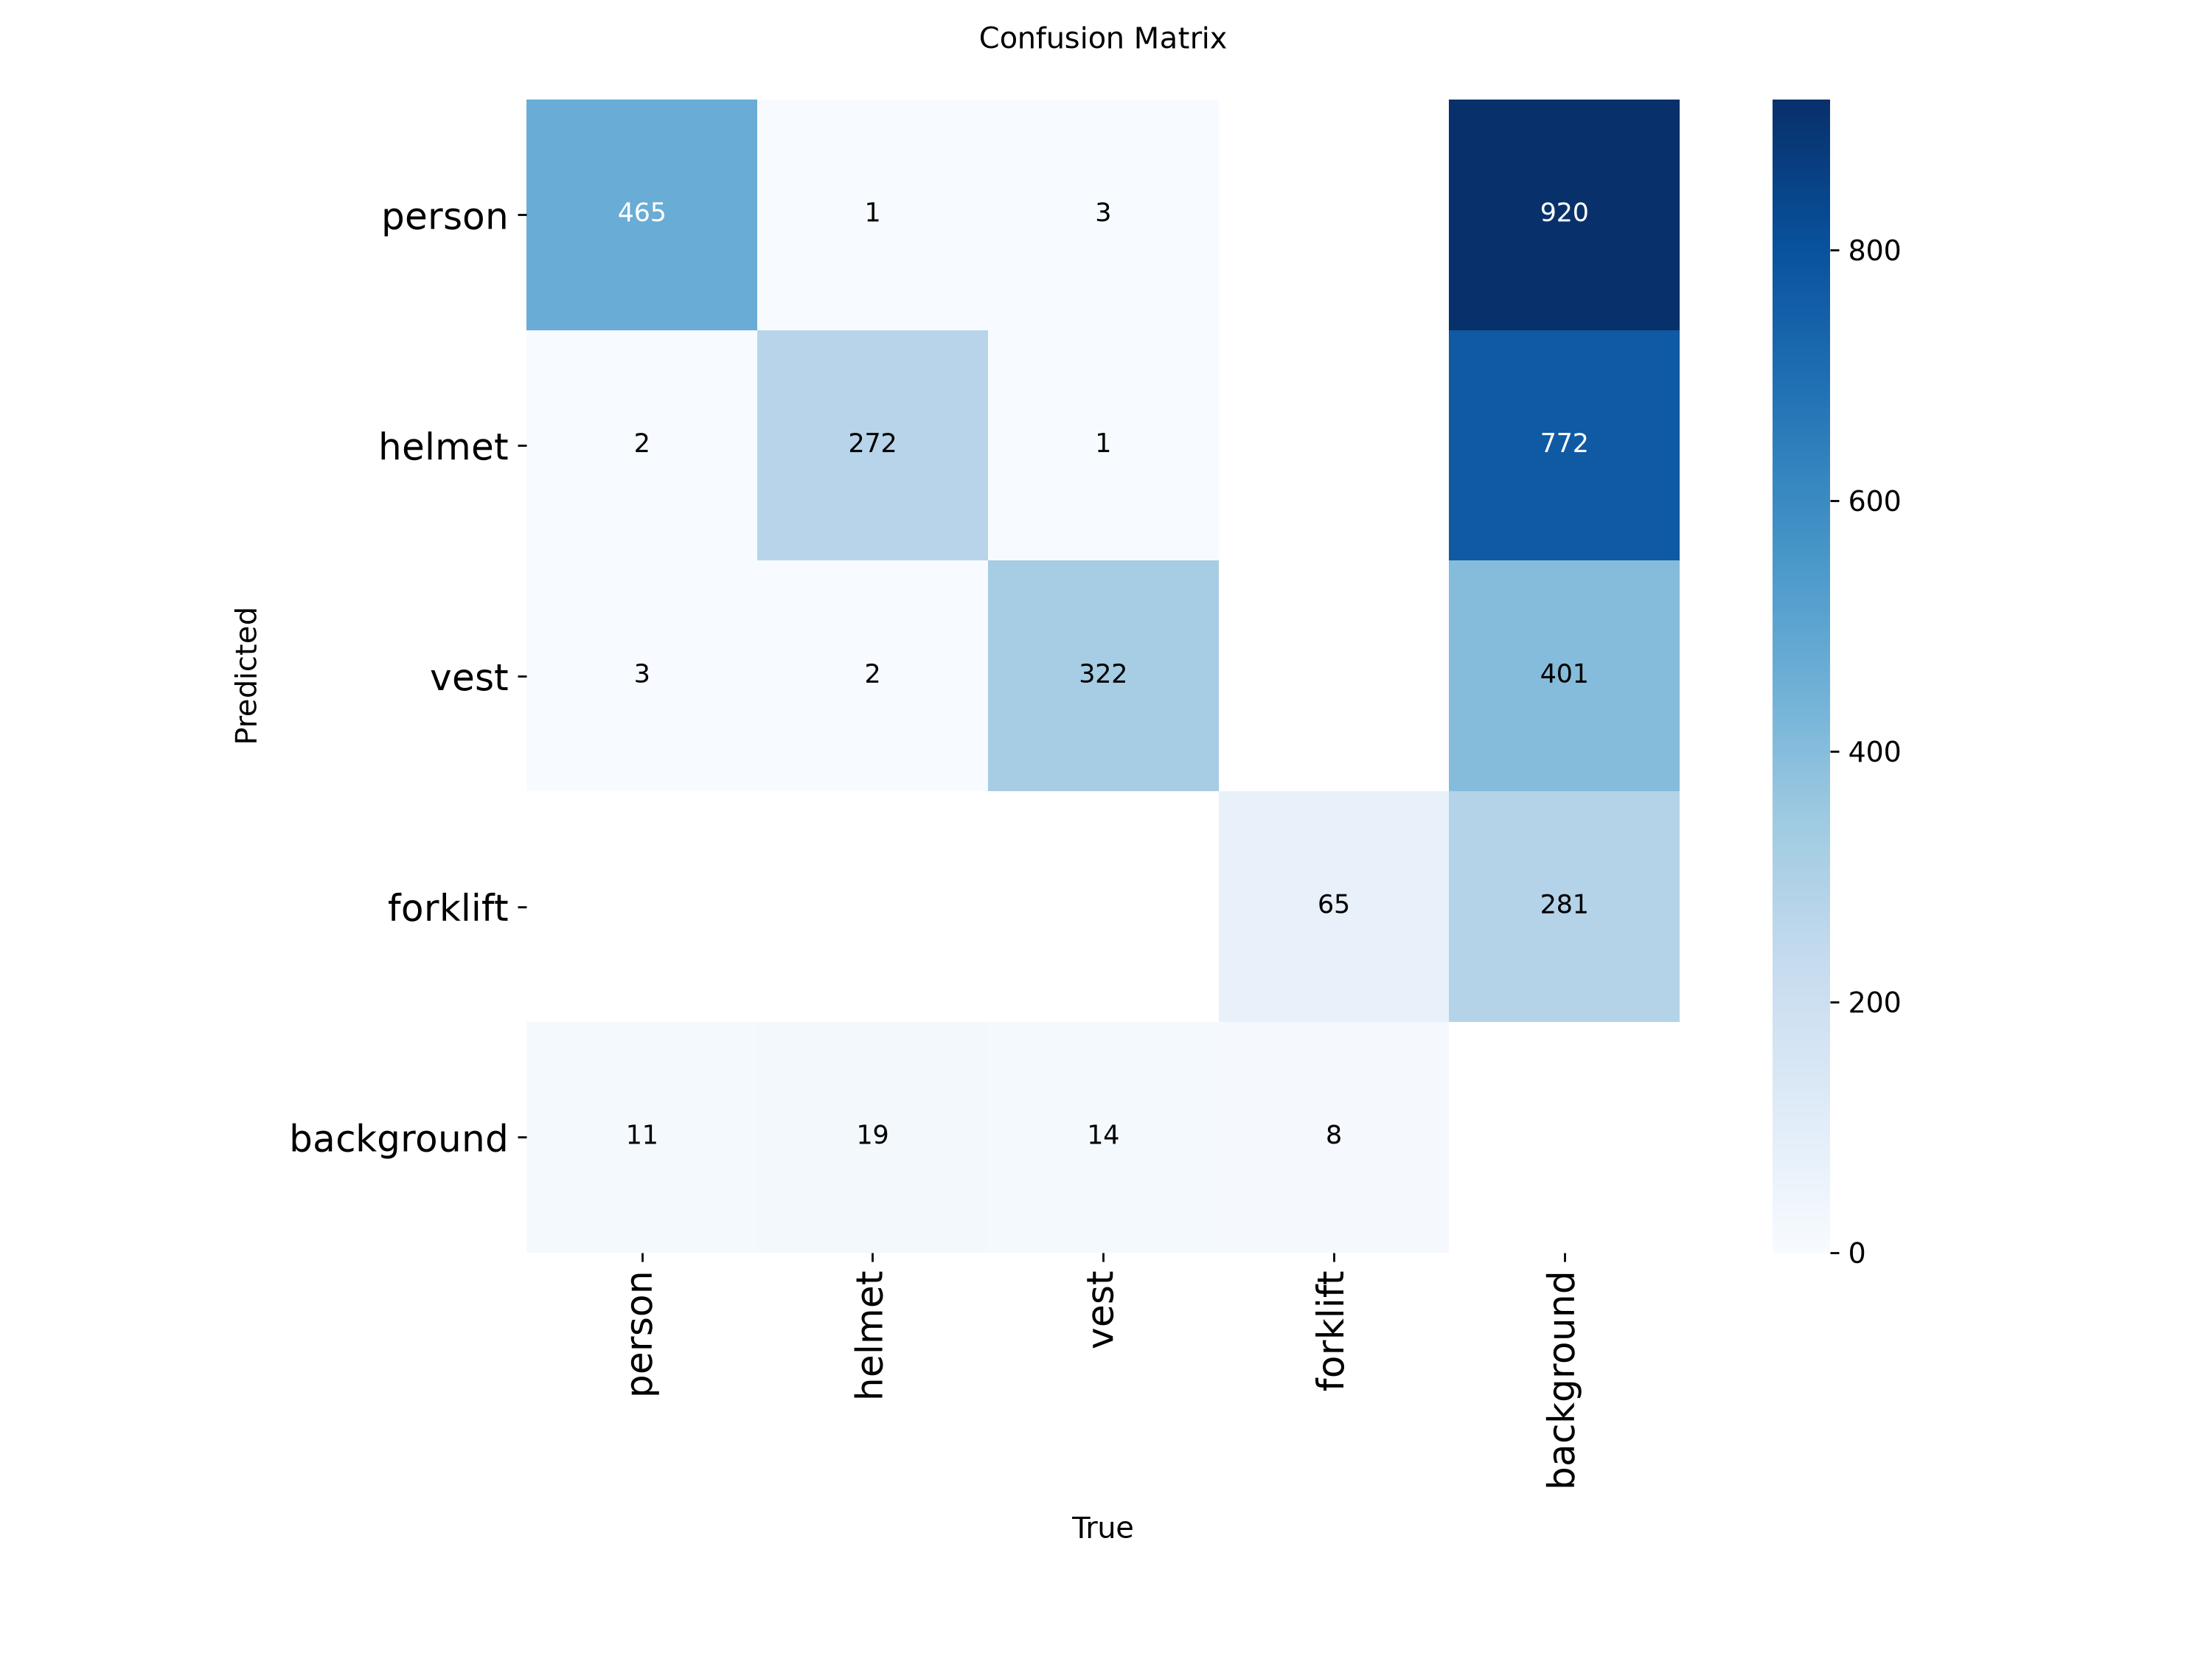 Confusion Matrix
person 465 1 3 920
helmet 2 272 1 772
vest 3 2 322 401
forklift 65 281
background 11 19 14 8
person helmet vest forklift background
Predicted
True
800
600
400
200
0